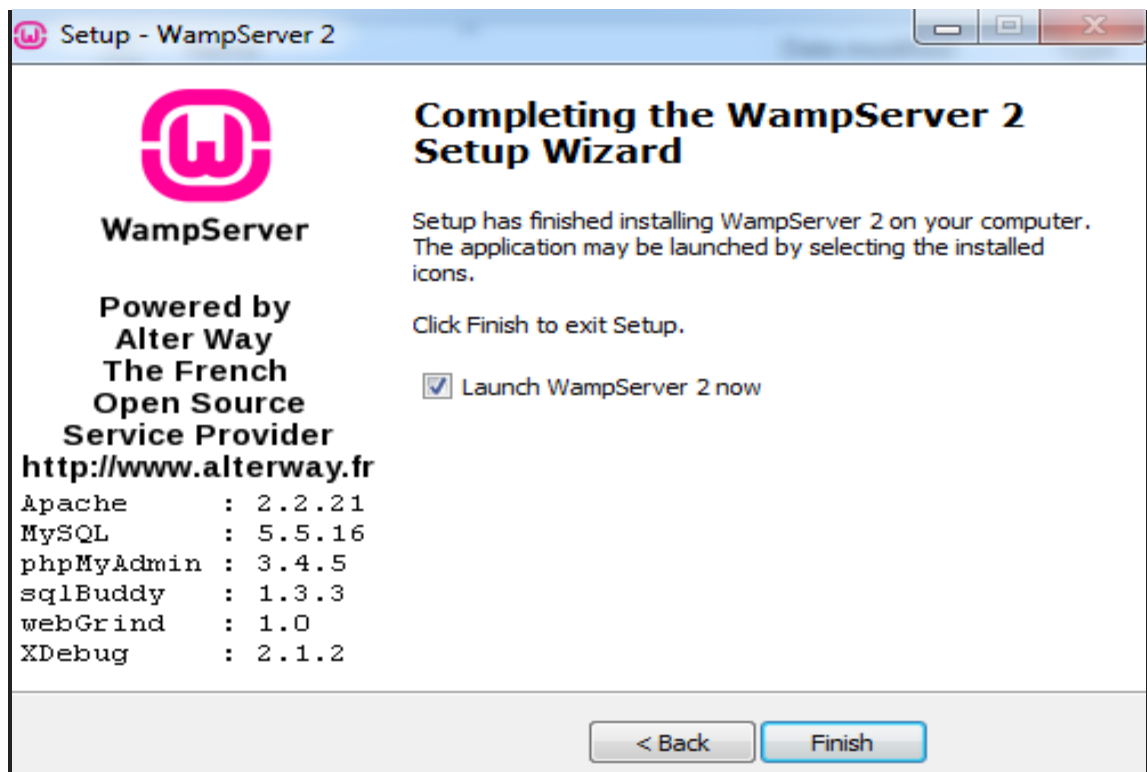 Setup - WampServer 2
WampServer
Powered by
Alter Way
The French
Open Source
Service Provider
http://www.alterway.fr
Apache : 2.2.21
MySQL : 5.5.16
phpMyAdmin : 3.4.5
sqlBuddy : 1.3.3
webGrind : 1.0
XDebug : 2.1.2
Completing the WampServer 2
Setup Wizard
Setup has finished installing WampServer 2 on your computer.
The application may be launched by selecting the installed
icons.
Click Finish to exit Setup.
Launch WampServer 2 now
< Back
Finish